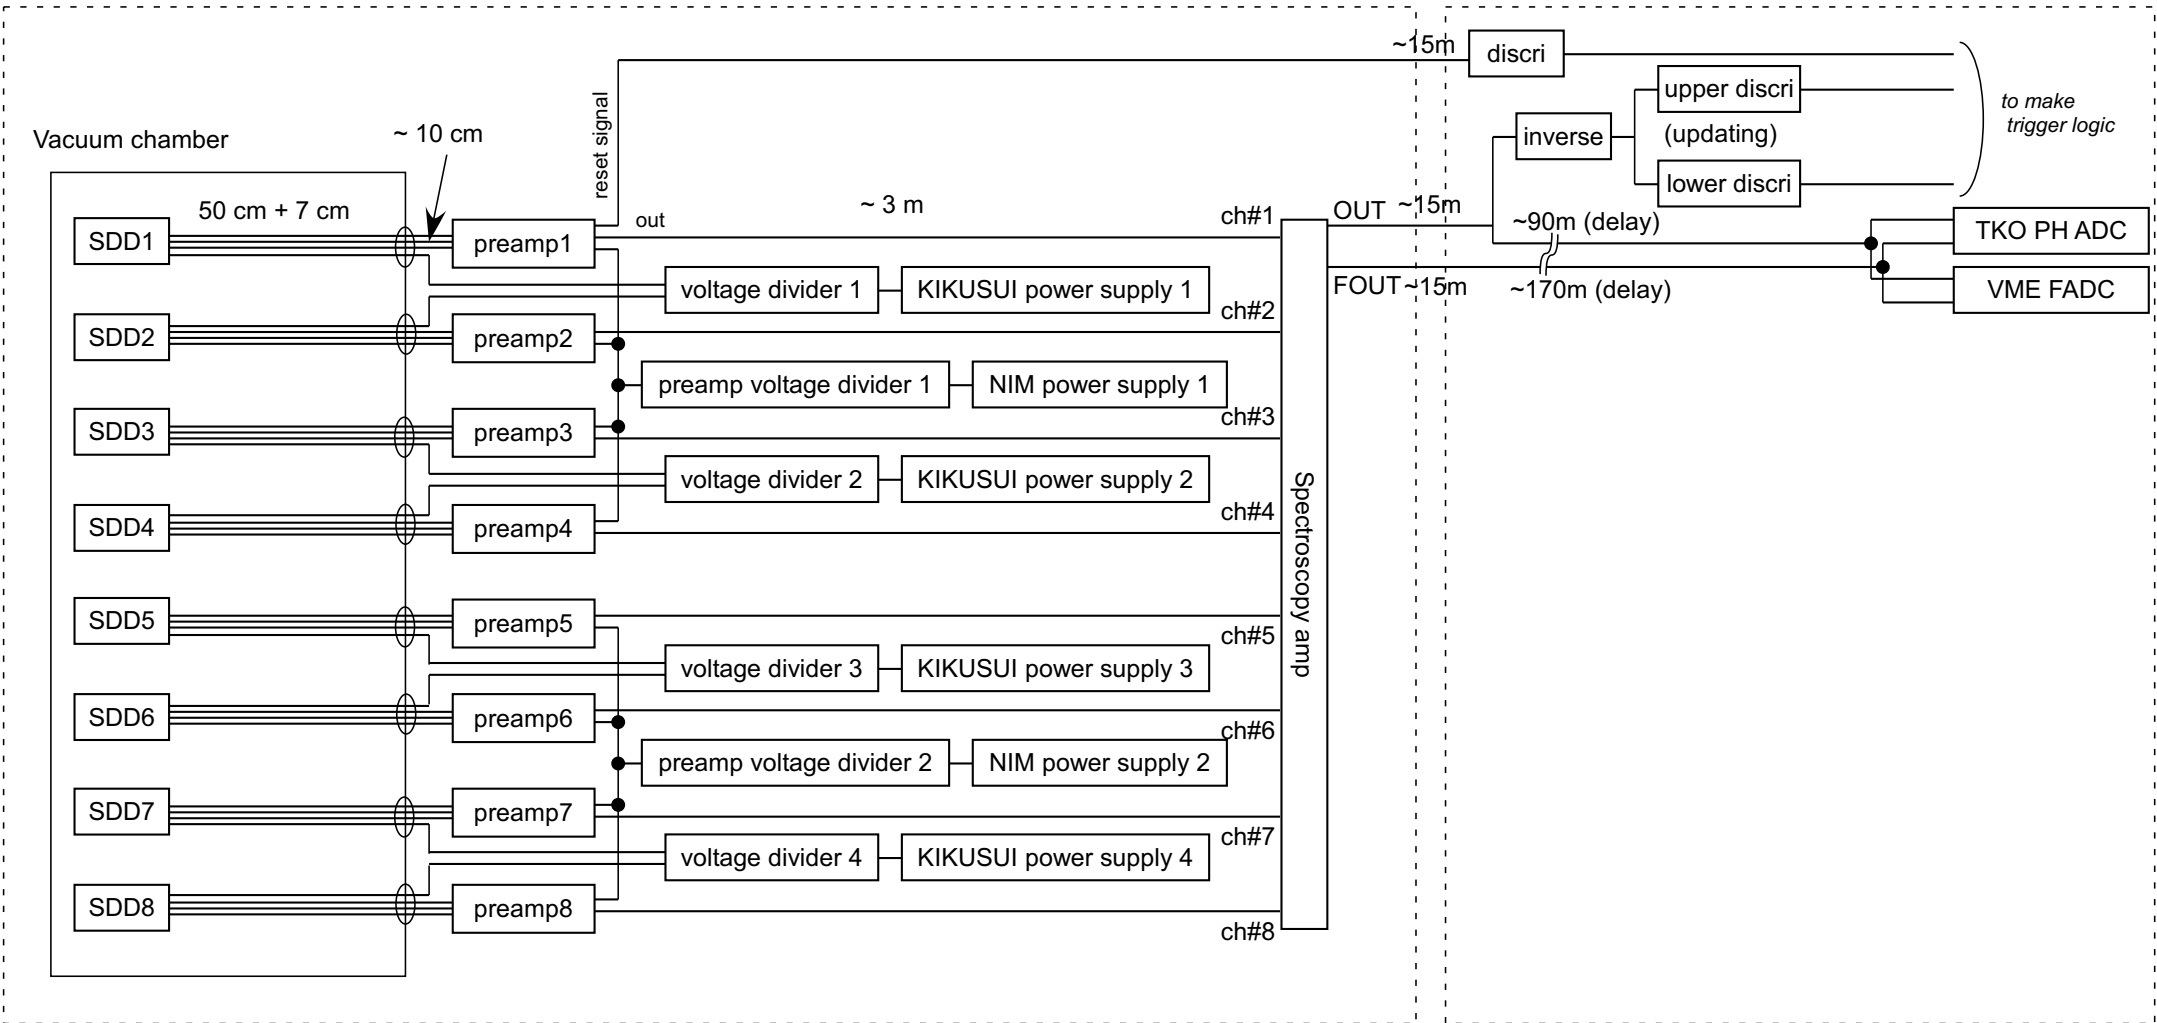 ~15m
discri
upper discri
to make
trigger logic
reset signal
Vacuum chamber
~ 10 cm
inverse
(updating)
lower discri
50 cm + 7 cm
~ 3 m
ch#1
OUT
~15m
~90m (delay)
SDD1
preamp1
out
TKO PH ADC
voltage divider 1
KIKUSUI power supply 1
FOUT
~15m
~170m (delay)
VME FADC
ch#2
SDD2
preamp2
preamp voltage divider 1
NIM power supply 1
ch#3
SDD3
preamp3
voltage divider 2
KIKUSUI power supply 2
ch#4
SDD4
preamp4
Spectroscopy amp
SDD5
preamp5
ch#5
voltage divider 3
KIKUSUI power supply 3
SDD6
preamp6
ch#6
preamp voltage divider 2
NIM power supply 2
SDD7
preamp7
ch#7
voltage divider 4
KIKUSUI power supply 4
SDD8
preamp8
ch#8